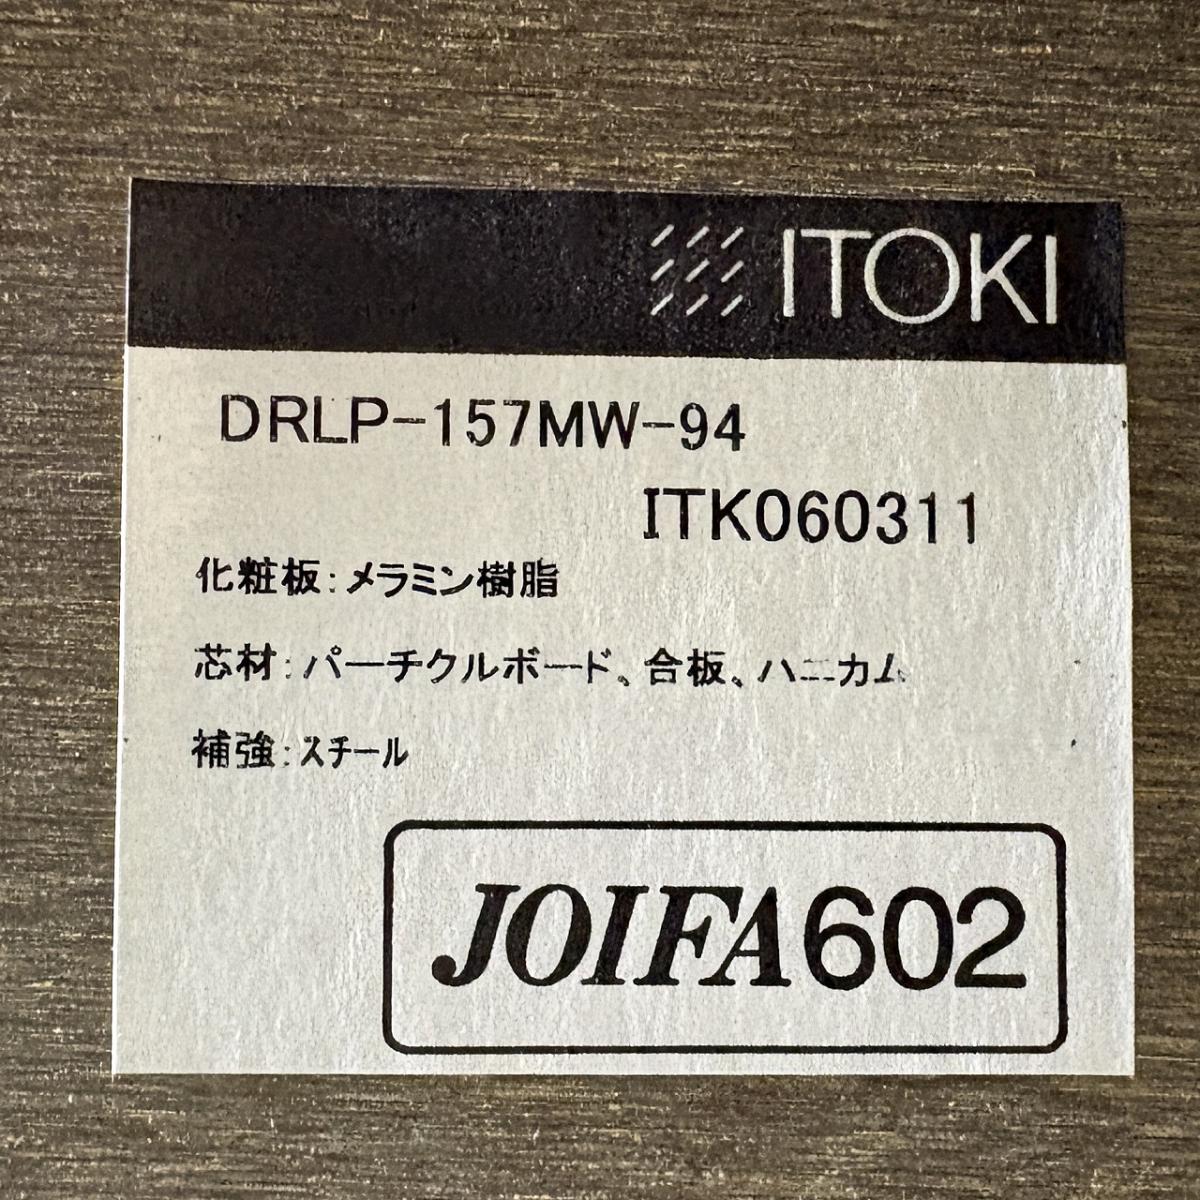 ITOKI
DRLP-157MW-94
ITK060311
化粧板:メラミン樹脂
芯材:パーチクルボード、合板、ハニカム
補強:スチール
JOIFA602